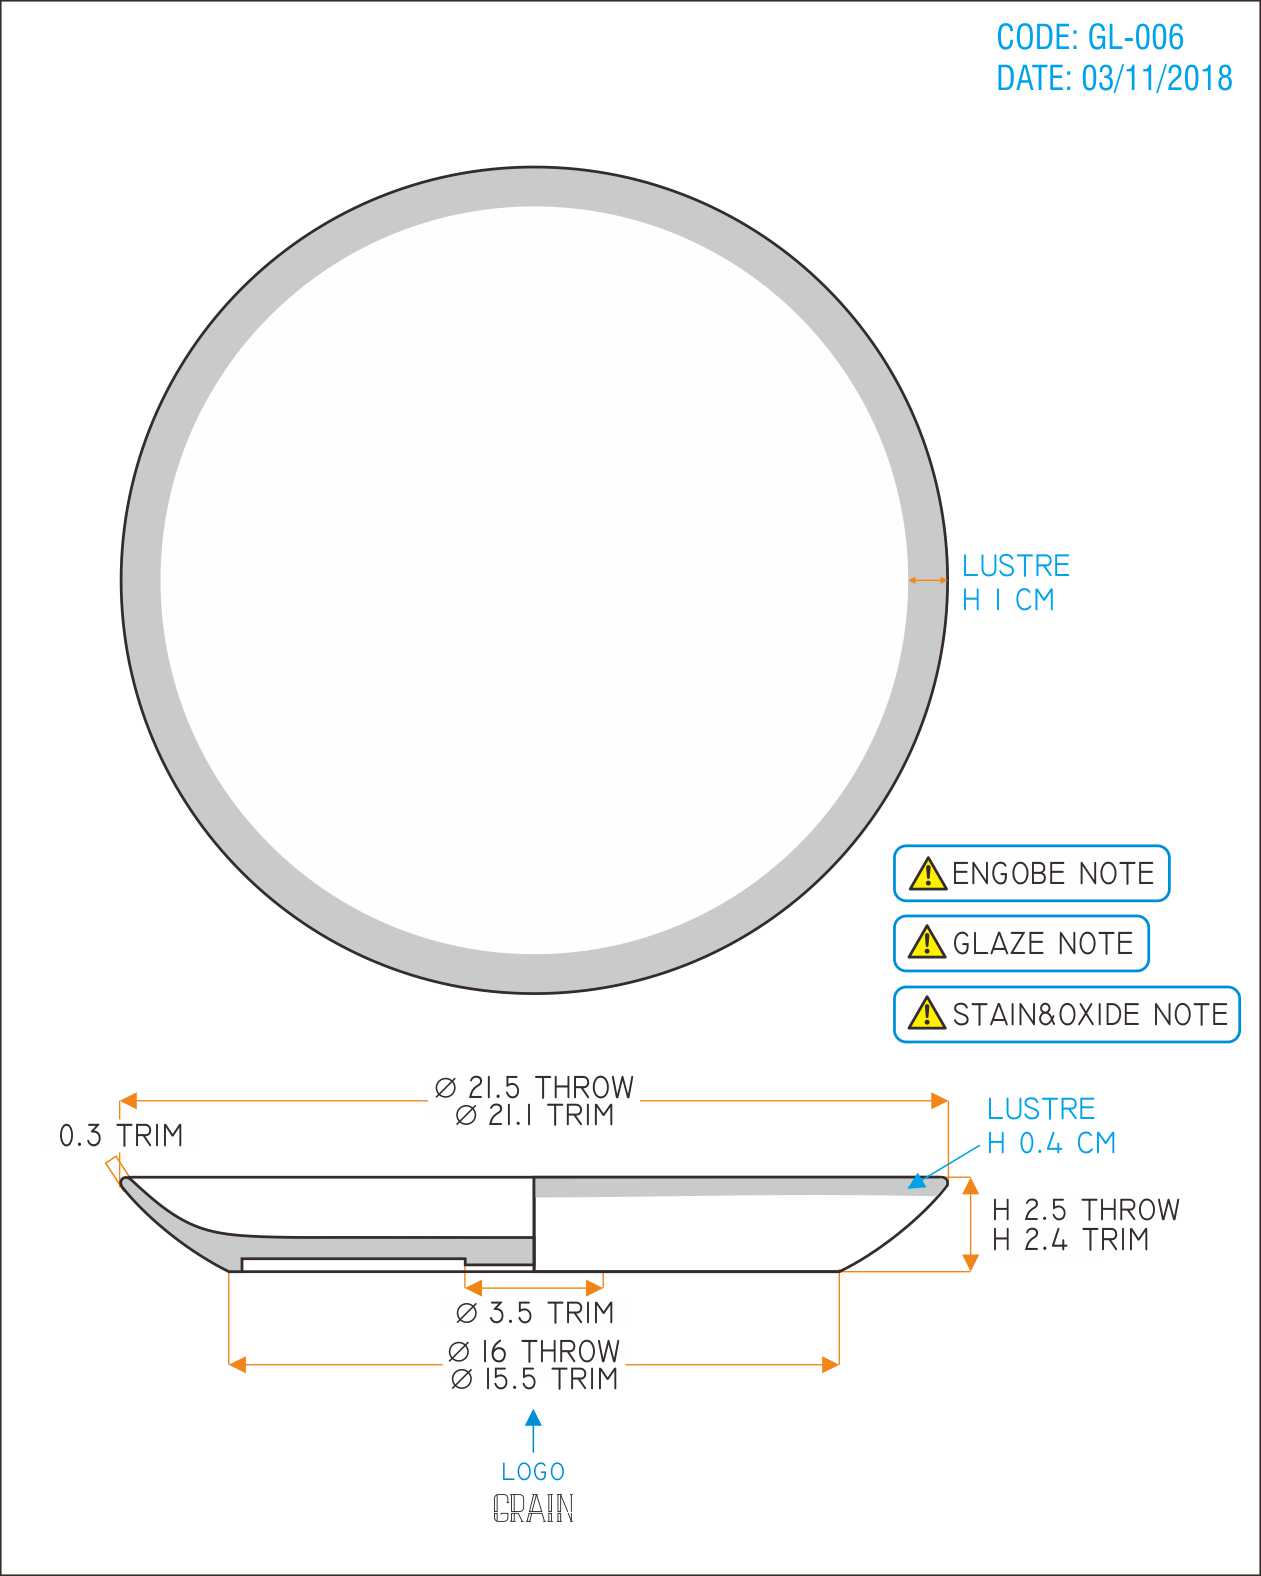 CODE: GL-006
DATE: 03/11/2018
LUSTRE
H 1 CM
ENGOBE NOTE
GLAZE NOTE
STAIN&OXIDE NOTE
Ø 21.5 THROW
Ø 21.1 TRIM
0.3 TRIM
LUSTRE
H 0.4 CM
H 2.5 THROW
H 2.4 TRIM
Ø 3.5 TRIM
Ø 16 THROW
Ø 15.5 TRIM
LOGO
GRAIN